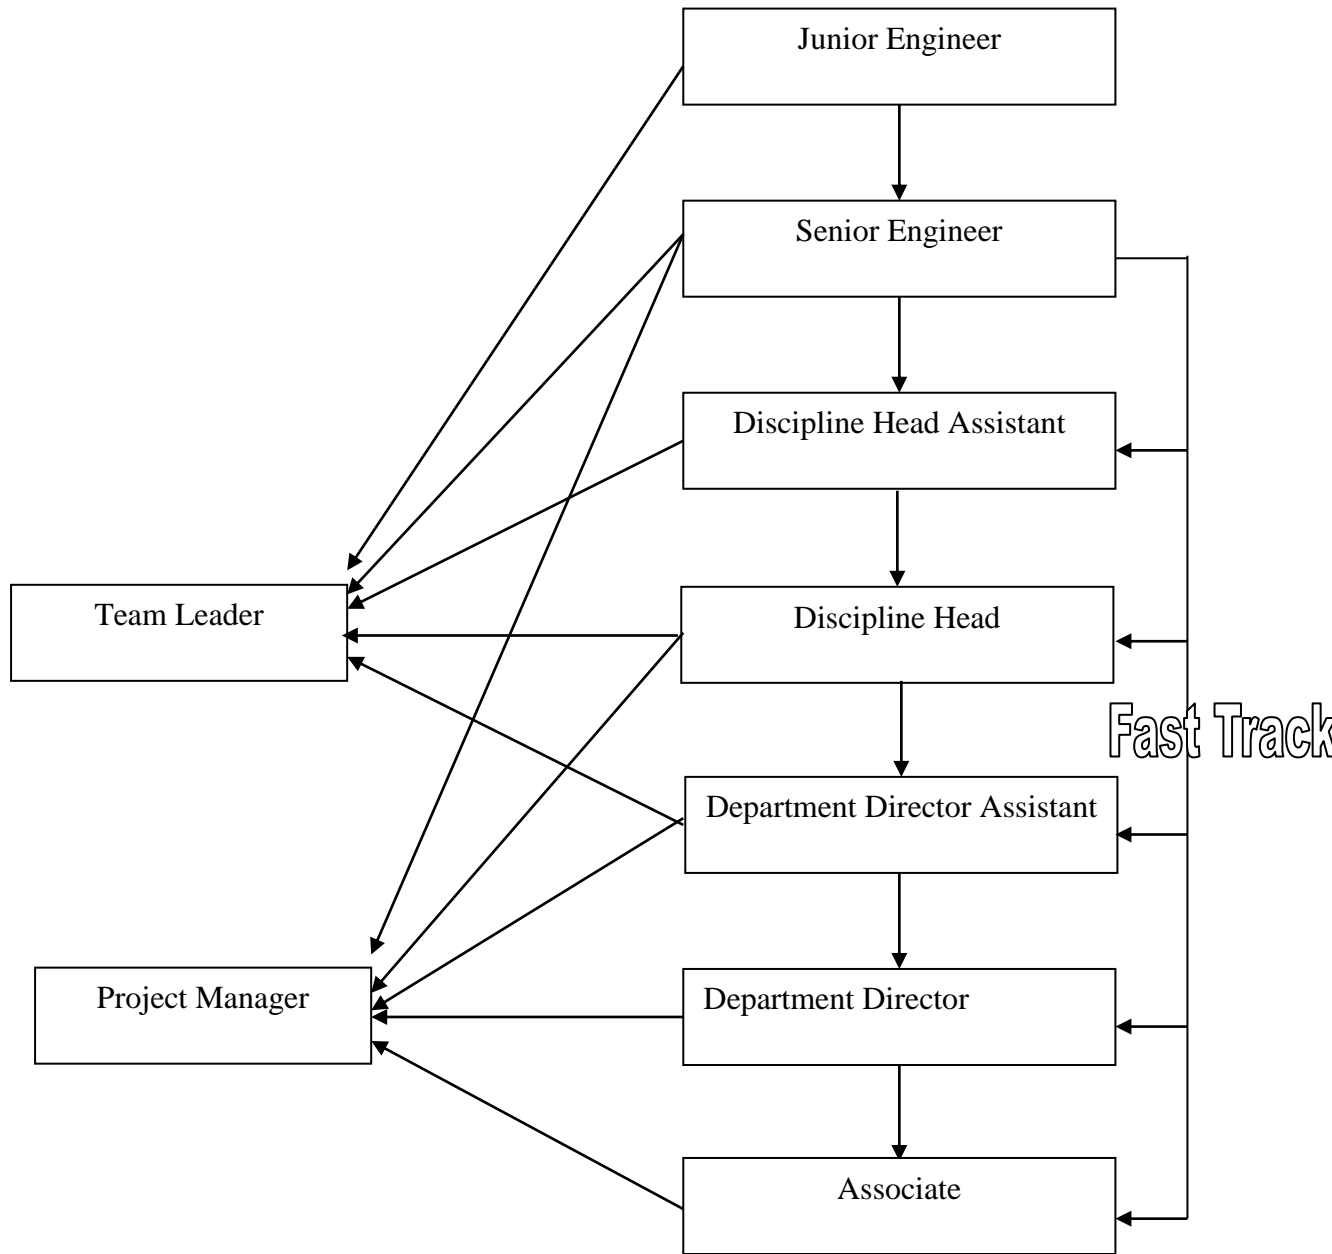 Junior Engineer
Senior Engineer
Discipline Head Assistant
Team Leader
Discipline Head
Fast Track
Department Director Assistant
Project Manager
Department Director
Associate